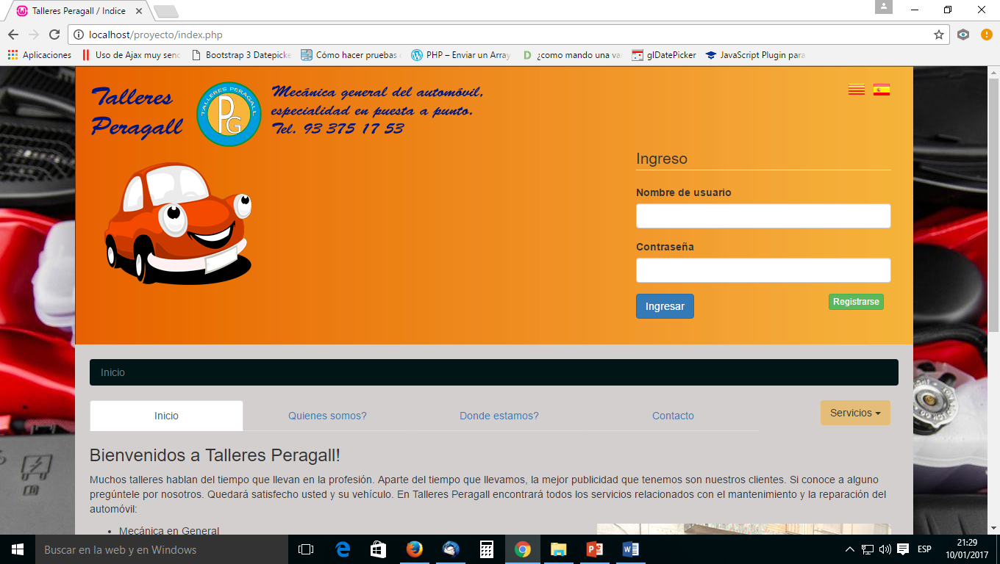 Talleres Peragall / Indice
localhost/proyecto/index.php
Aplicaciones
Uso de Ajax muy senc
Bootstrap 3 Datepicke
Cómo hacer pruebas
PHP – Enviar un Array
¿como mando una va
glDatePicker
JavaScript Plugin para
Talleres
Peragall
TALLERES PERAGALL
PG
Mecánica general del automóvil,
especialidad en puesta a punto.
Tel. 93 375 17 53
Ingreso
Nombre de usuario
Contraseña
Ingresar
Registrarse
Inicio
Inicio
Quienes somos?
Donde estamos?
Contacto
Servicios
Bienvenidos a Talleres Peragall!
Muchos talleres hablan del tiempo que llevan en la profesión. Aparte del tiempo que llevamos, la mejor publicidad que tenemos son nuestros clientes. Si conoce a alguno
pregúntele por nosotros. Quedará satisfecho usted y su vehículo. En Talleres Peragall encontrará todos los servicios relacionados con el mantenimiento y la reparación del
automóvil:
• Mecánica en General
Buscar en la web y en Windows
ESP
21:29
10/01/2017